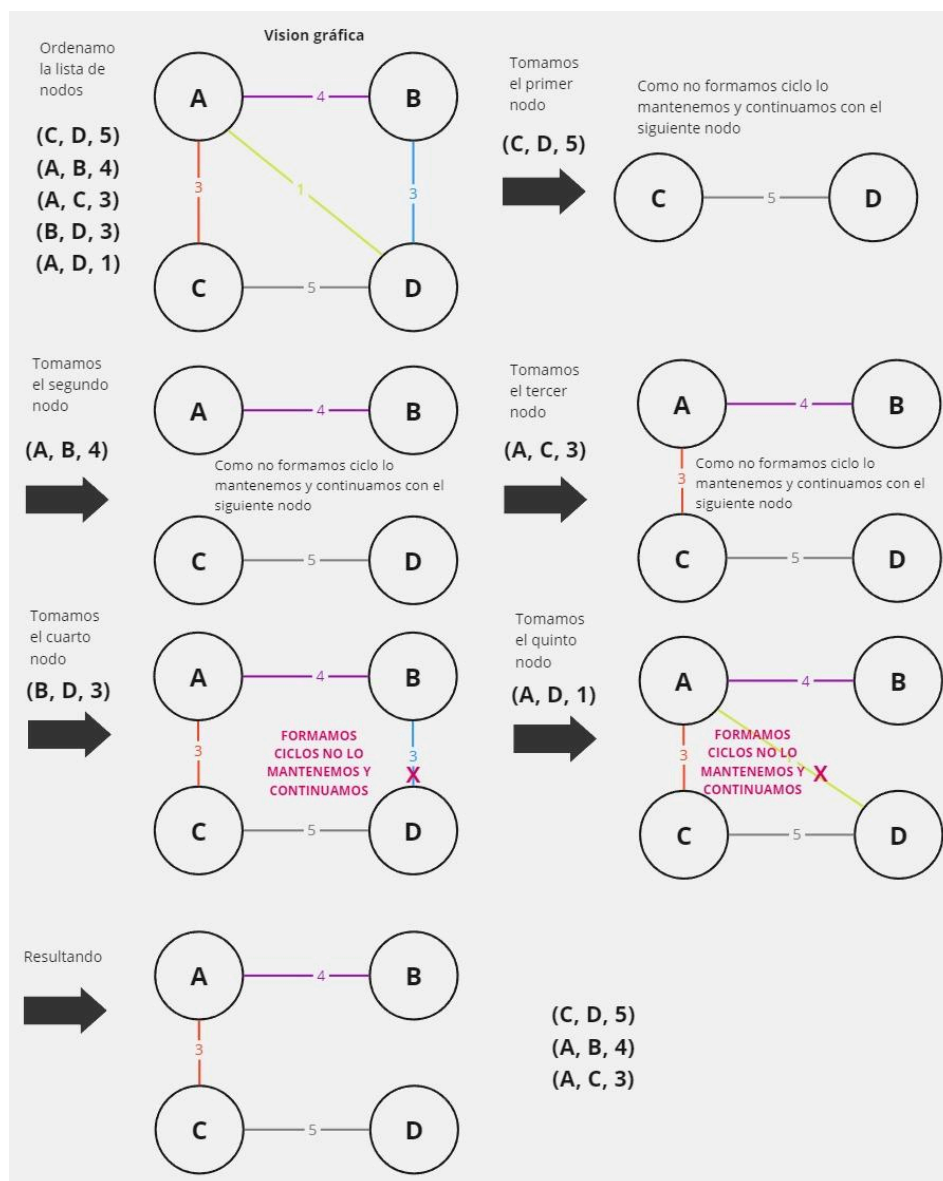 Vision gráfica
Ordenamo
la lista de
nodos
(C, D, 5)
(A, B, 4)
(A, C, 3)
(B, D, 3)
(A, D, 1)
A
4
B
3
1
3
C
5
D
Tomamos
el primer
nodo
(C, D, 5)
Como no formamos ciclo lo
mantenemos y continuamos con el
siguiente nodo
C
5
D
Tomamos
el segundo
nodo
(A, B, 4)
A
4
B
Como no formamos ciclo lo
mantenemos y continuamos con el
siguiente nodo
C
5
D
Tomamos
el tercer
nodo
(A, C, 3)
A
4
B
3
Como no formamos ciclo lo
mantenemos y continuamos con el
siguiente nodo
C
5
D
Tomamos
el cuarto
nodo
(B, D, 3)
A
4
B
3
FORMAMOS
CICLOS NO LO
MANTENEMOS Y
CONTINUAMOS
3
X
C
5
D
Tomamos
el quinto
nodo
(A, D, 1)
A
4
B
3
FORMAMOS
CICLOS NO LO
MANTENEMOS Y
CONTINUAMOS
X
C
5
D
Resultando
A
4
B
3
C
5
D
(C, D, 5)
(A, B, 4)
(A, C, 3)